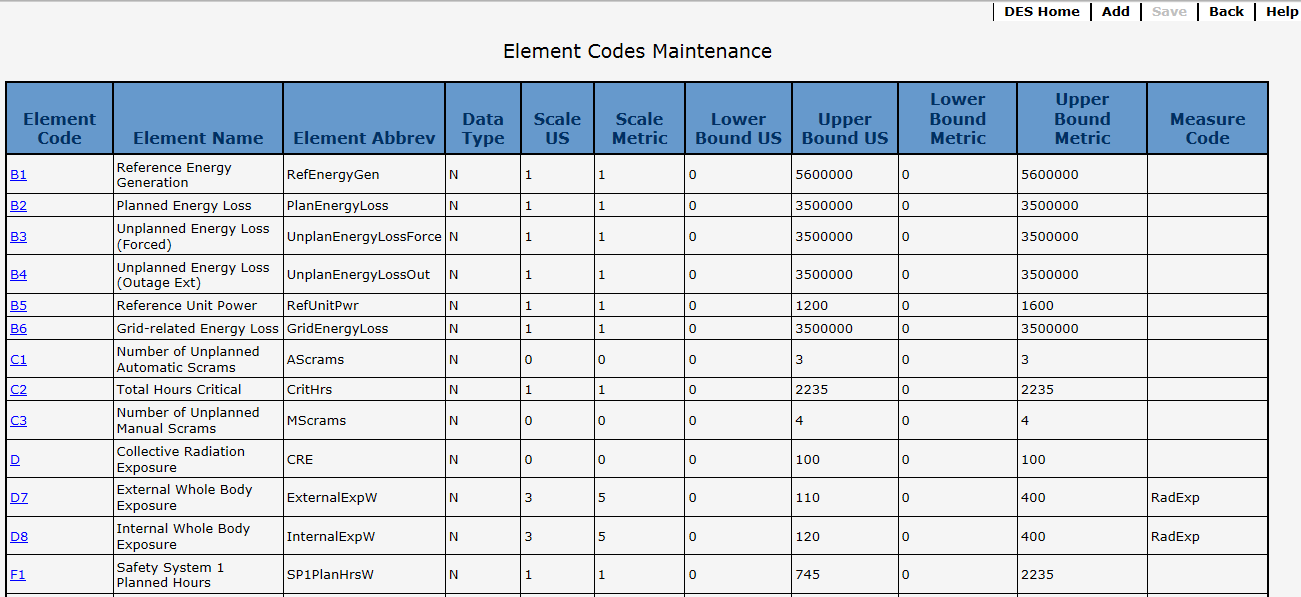 DES Home | Add | Save | Back | Help
Element Codes Maintenance
Element Code | Element Name | Element Abbrev | Data Type | Scale US | Scale Metric | Lower Bound US | Upper Bound US | Lower Bound Metric | Upper Bound Metric | Measure Code
B1 | Reference Energy Generation | RefEnergyGen | N | 1 | 1 | 0 | 5600000 | 0 | 5600000
B2 | Planned Energy Loss | PlanEnergyLoss | N | 1 | 1 | 0 | 3500000 | 0 | 3500000
B3 | Unplanned Energy Loss (Forced) | UnplanEnergyLossForce | N | 1 | 1 | 0 | 3500000 | 0 | 3500000
B4 | Unplanned Energy Loss (Outage Ext) | UnplanEnergyLossOut | N | 1 | 1 | 0 | 3500000 | 0 | 3500000
B5 | Reference Unit Power | RefUnitPwr | N | 1 | 1 | 0 | 1200 | 0 | 1600
B6 | Grid-related Energy Loss | GridEnergyLoss | N | 1 | 1 | 0 | 3500000 | 0 | 3500000
C1 | Number of Unplanned Automatic Scrams | AScrams | N | 0 | 0 | 0 | 3 | 0 | 3
C2 | Total Hours Critical | CritHrs | N | 1 | 1 | 0 | 2235 | 0 | 2235
C3 | Number of Unplanned Manual Scrams | MScrams | N | 0 | 0 | 0 | 4 | 0 | 4
D | Collective Radiation Exposure | CRE | N | 0 | 0 | 0 | 100 | 0 | 100
D7 | External Whole Body Exposure | ExternalExpW | N | 3 | 5 | 0 | 110 | 0 | 400 | RadExp
D8 | Internal Whole Body Exposure | InternalExpW | N | 3 | 5 | 0 | 120 | 0 | 400 | RadExp
F1 | Safety System 1 Planned Hours | SP1PlanHrsW | N | 1 | 1 | 0 | 745 | 0 | 2235